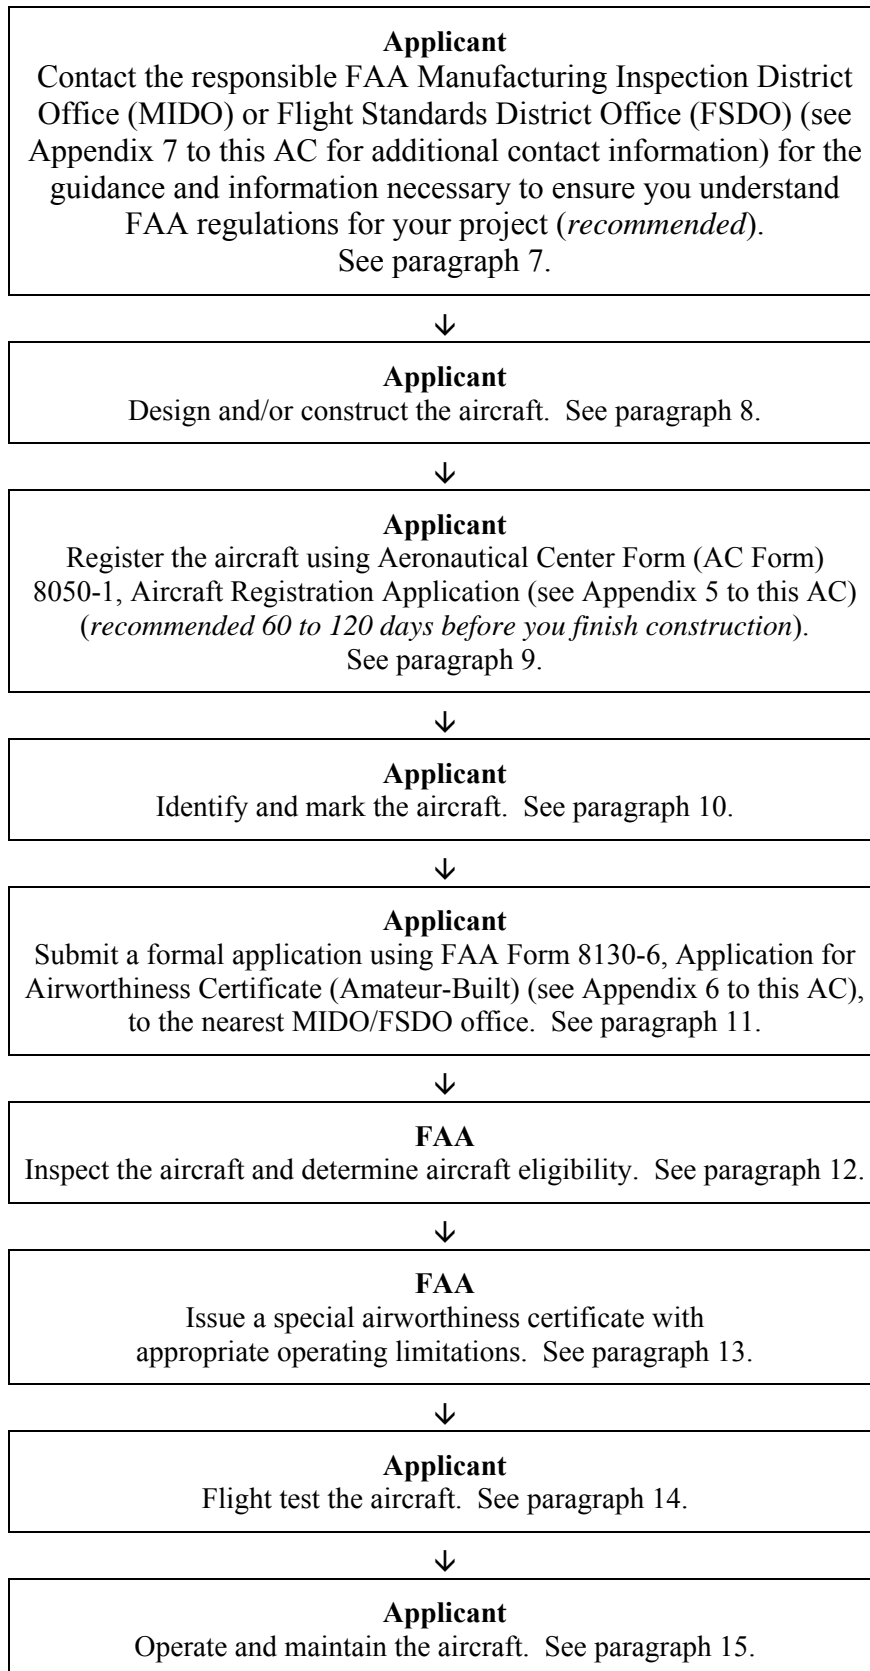 Applicant
Contact the responsible FAA Manufacturing Inspection District
Office (MIDO) or Flight Standards District Office (FSDO) (see
Appendix 7 to this AC for additional contact information) for the
guidance and information necessary to ensure you understand
FAA regulations for your project (recommended).
See paragraph 7.
Applicant
Design and/or construct the aircraft.  See paragraph 8.
Applicant
Register the aircraft using Aeronautical Center Form (AC Form)
8050-1, Aircraft Registration Application (see Appendix 5 to this AC)
(recommended 60 to 120 days before you finish construction).
See paragraph 9.
Applicant
Identify and mark the aircraft.  See paragraph 10.
Applicant
Submit a formal application using FAA Form 8130-6, Application for
Airworthiness Certificate (Amateur-Built) (see Appendix 6 to this AC),
to the nearest MIDO/FSDO office.  See paragraph 11.
FAA
Inspect the aircraft and determine aircraft eligibility.  See paragraph 12.
FAA
Issue a special airworthiness certificate with
appropriate operating limitations.  See paragraph 13.
Applicant
Flight test the aircraft.  See paragraph 14.
Applicant
Operate and maintain the aircraft.  See paragraph 15.